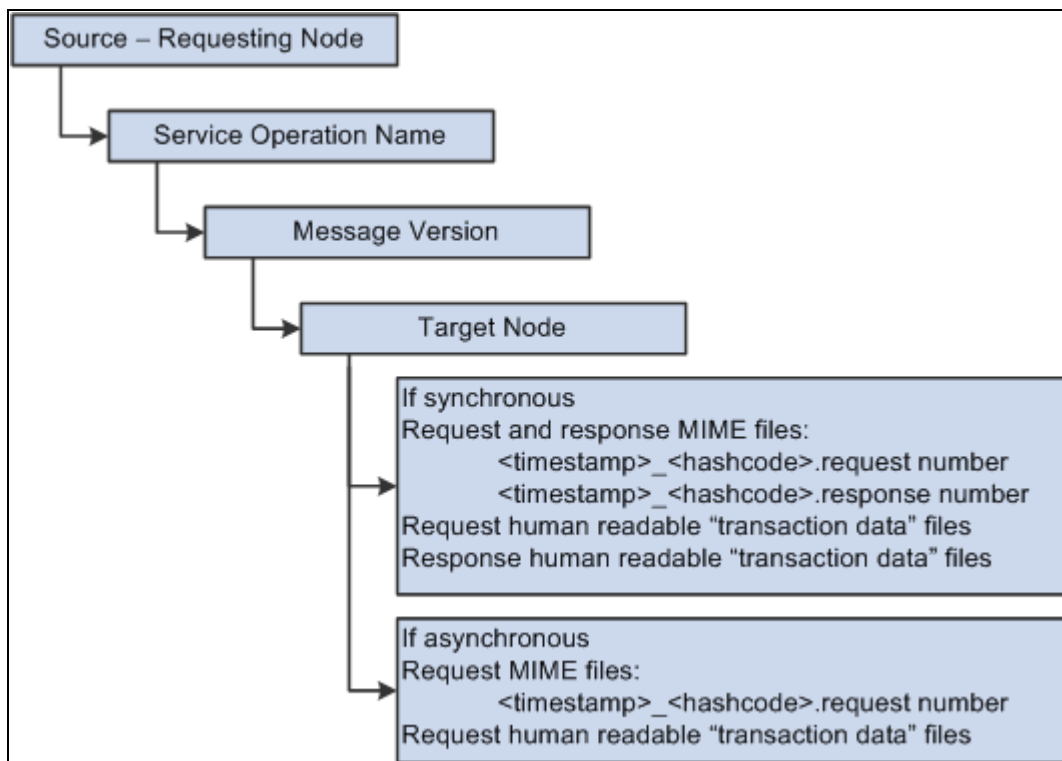 Source – Requesting Node
Service Operation Name
Message Version
Target Node
If synchronous
Request and response MIME files:
<timestamp>_<hashcode>.request number
<timestamp>_<hashcode>.response number
Request human readable “transaction data” files
Response human readable “transaction data” files
If asynchronous
Request MIME files:
<timestamp>_<hashcode>.request number
Request human readable “transaction data” files